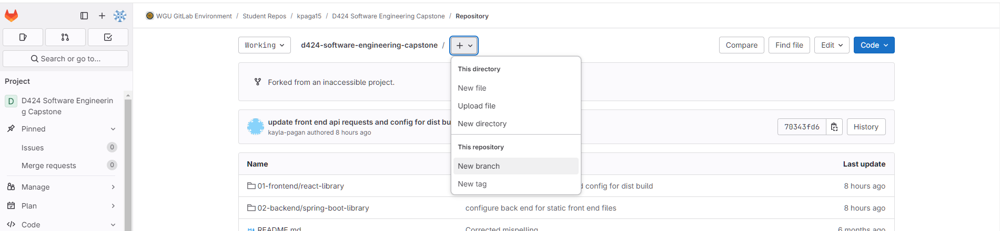 WGU GitLab Environment / Student Repos / kpaga15 / D424 Software Engineering Capstone / Repository
Search or go to...
Project
D D424 Software Engineerin
g Capstone
Pinned
Issues 0
Merge requests 0
Manage
Plan
Code
Working d424-software-engineering-capstone / + Compare Find file Edit Code
This directory
New file
Upload file
New directory
This repository
New branch
New tag
Forked from an inaccessible project.
update front end api requests and config for dist bu
kayla-pagan authored 8 hours ago
70343fd6 History
Name Last update
01-frontend/react-library config for dist build 8 hours ago
02-backend/spring-boot-library configure back end for static front end files 8 hours ago
README.md Corrected mispelling 6 months ago